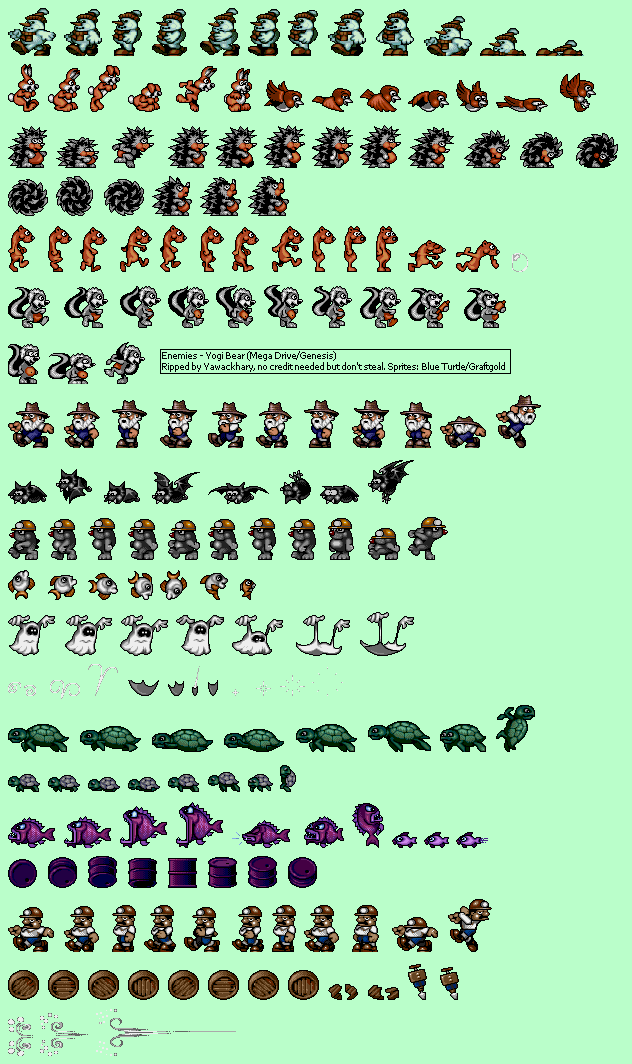 Enemies - Yogi Bear (Mega Drive/Genesis)
Ripped by Yawackhary, no credit needed but don't steal. Sprites: Blue Turtle/Graftgold